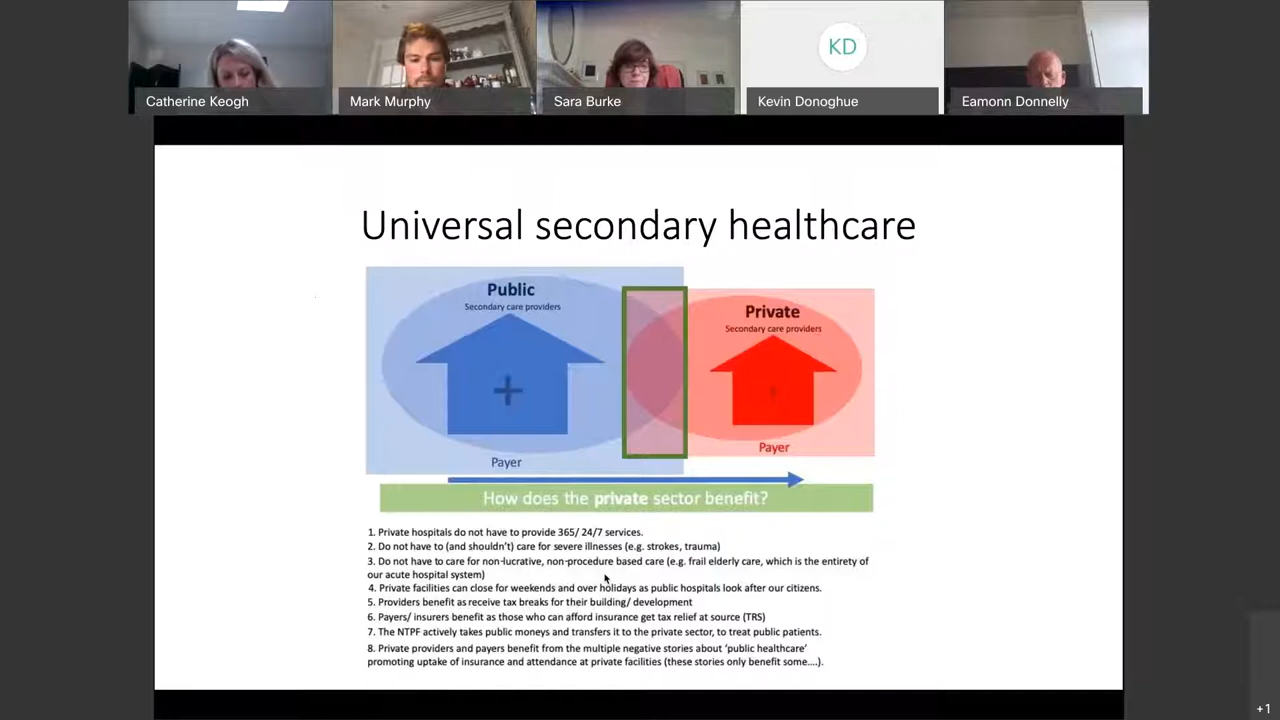 Catherine Keogh
Mark Murphy
Sara Burke
KD
Kevin Donoghue
Eamonn Donnelly
Universal secondary healthcare
Public
Secondary care providers
Private
Secondary care providers
Payer
Payer
How does the private sector benefit?
1. Private hospitals do not have to provide 365/ 24/7 services.
2. Do not have to (and shouldn't) care for severe illnesses (e.g. strokes, trauma)
3. Do not have to care for non-lucrative, non-procedure based care (e.g. frail elderly care, which is the entirety of
our acute hospital system)
4. Private facilities can close for weekends and over holidays as public hospitals look after our citizens.
5. Providers benefit as receive tax breaks for their building/ development
6. Payers/ insurers benefit as those who can afford insurance get tax relief at source (TRS)
7. The NTPF actively takes public moneys and transfers it to the private sector, to treat public patients.
8. Private providers and payers benefit from the multiple negative stories about 'public healthcare'
promoting uptake of insurance and attendance at private facilities (these stories only benefit some....).
+1